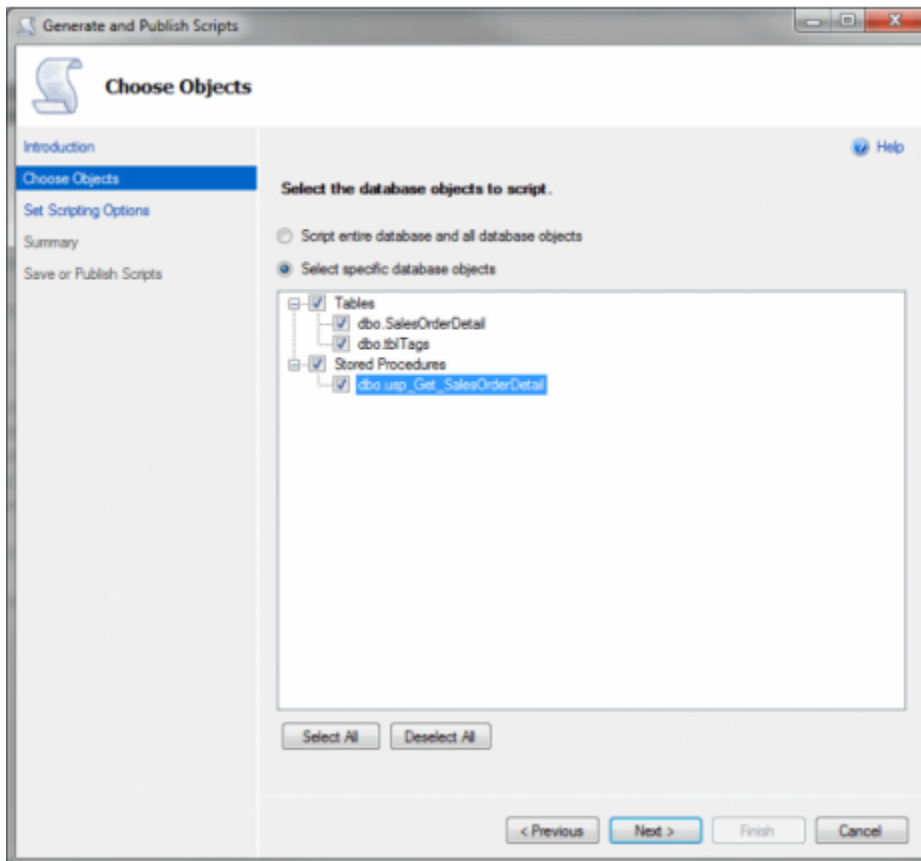 Generate and Publish Scripts
Choose Objects
Introduction
Help
Choose Objects
Select the database objects to script.
Set Scripting Options
Script entire database and all database objects
Summary
Select specific database objects
Save or Publish Scripts
Tables
dbo.SalesOrderDetail
dbo.tblTags
Stored Procedures
dbo.usp_Get_SalesOrderDetail
Select All Deselect All
< Previous Next > Finish Cancel